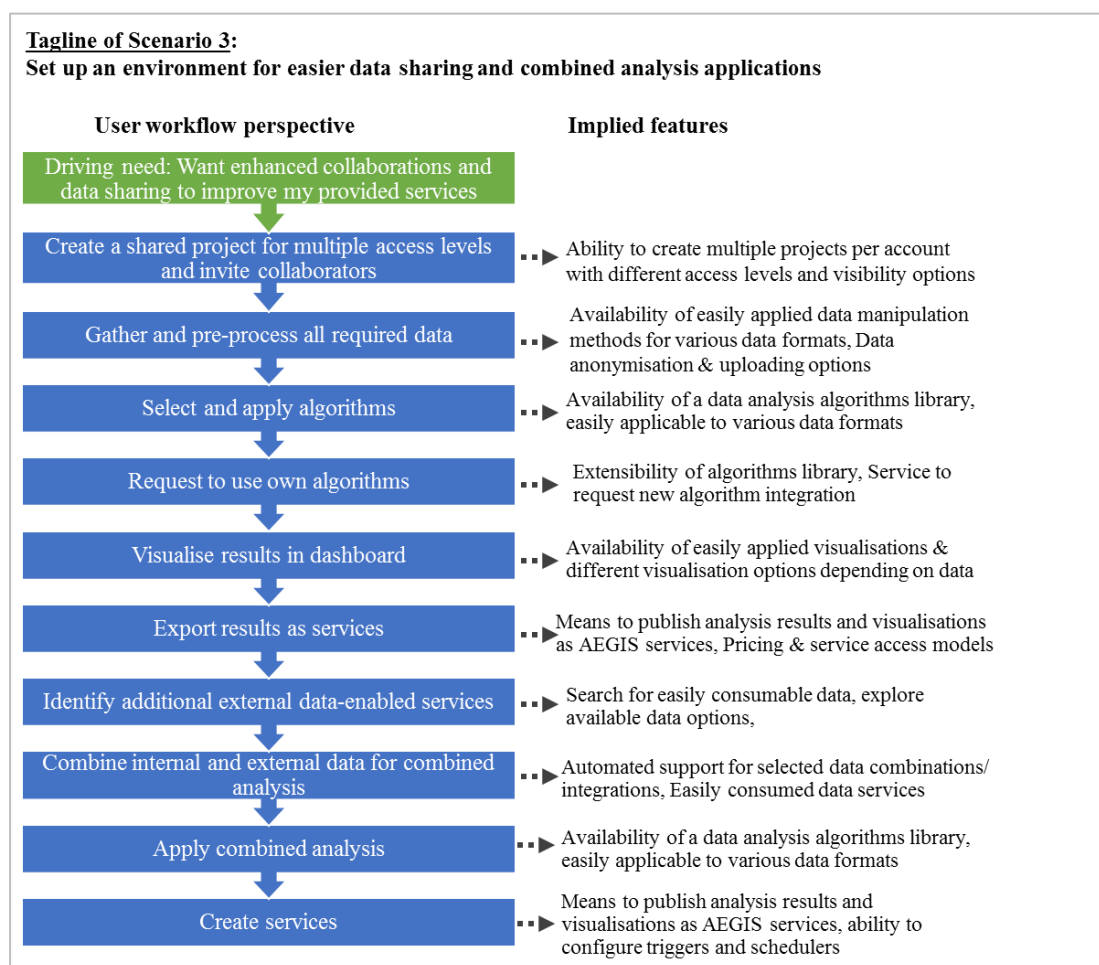 Tagline of Scenario 3:
Set up an environment for easier data sharing and combined analysis applications
User workflow perspective
Implied features
Driving need: Want enhanced collaborations and
data sharing to improve my provided services
Create a shared project for multiple access levels
and invite collaborators
Ability to create multiple projects per account
with different access levels and visibility options
Gather and pre-process all required data
Availability of easily applied data manipulation
methods for various data formats, Data
anonymisation & uploading options
Select and apply algorithms
Availability of a data analysis algorithms library,
easily applicable to various data formats
Request to use own algorithms
Extensibility of algorithms library, Service to
request new algorithm integration
Visualise results in dashboard
Availability of easily applied visualisations &
different visualisation options depending on data
Export results as services
Means to publish analysis results and visualisations
as AEGIS services, Pricing & service access models
Identify additional external data-enabled services
Search for easily consumable data, explore
available data options,
Combine internal and external data for combined
analysis
Automated support for selected data combinations/
integrations, Easily consumed data services
Apply combined analysis
Availability of a data analysis algorithms library,
easily applicable to various data formats
Create services
Means to publish analysis results and
visualisations as AEGIS services, ability to
configure triggers and schedulers